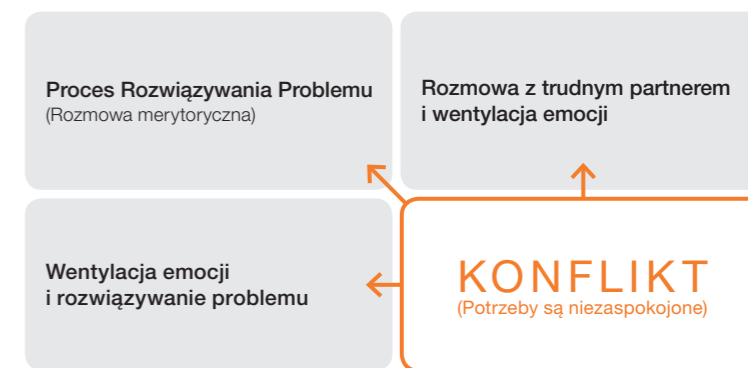 Proces Rozwiązywania Problemu
(Rozmowa merytoryczna)
Rozmowa z trudnym partnerem
i wentylacja emocji
Wentylacja emocji
i rozwiązywanie problemu
KONFLIKT
(Potrzeby są niezaspokojone)